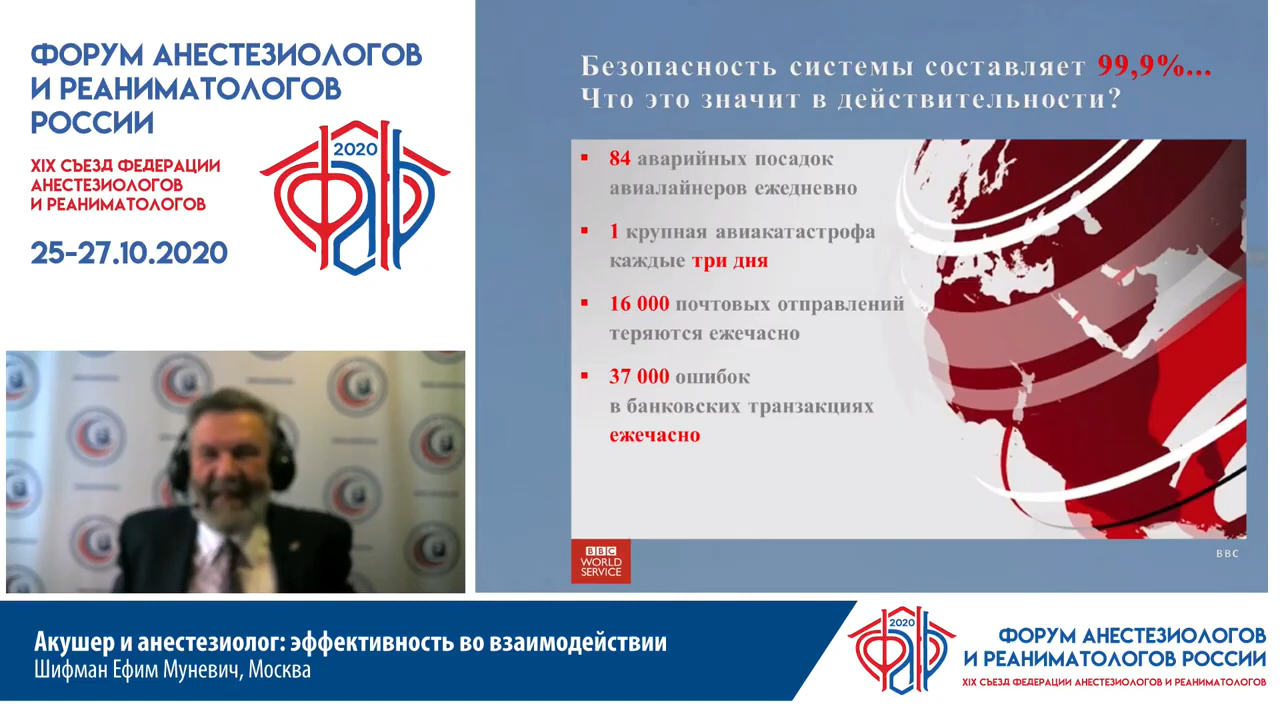 ФОРУМ АНЕСТЕЗИОЛОГОВ
И РЕАНИМАТОЛОГОВ
РОССИИ
XIX СЪЕЗД ФЕДЕРАЦИИ
АНЕСТЕЗИОЛОГОВ
И РЕАНИМАТОЛОГОВ
25-27.10.2020
2020
ФАР
Безопасность системы составляет 99,9%...
Что это значит в действительности?
▪ 84 аварийных посадок
авиалайнеров ежедневно
▪ 1 крупная авиакатастрофа
каждые три дня
▪ 16 000 почтовых отправлений
теряются ежечасно
▪ 37 000 ошибок
в банковских транзакциях
ежечасно
BBC
WORLD
SERVICE
BBC
Акушер и анестезиолог: эффективность во взаимодействии
Шифман Ефим Муневич, Москва
2020
ФАР
ФОРУМ АНЕСТЕЗИОЛОГОВ
И РЕАНИМАТОЛОГОВ РОССИИ
XIX СЪЕЗД ФЕДЕРАЦИИ АНЕСТЕЗИОЛОГОВ И РЕАНИМАТОЛОГОВ